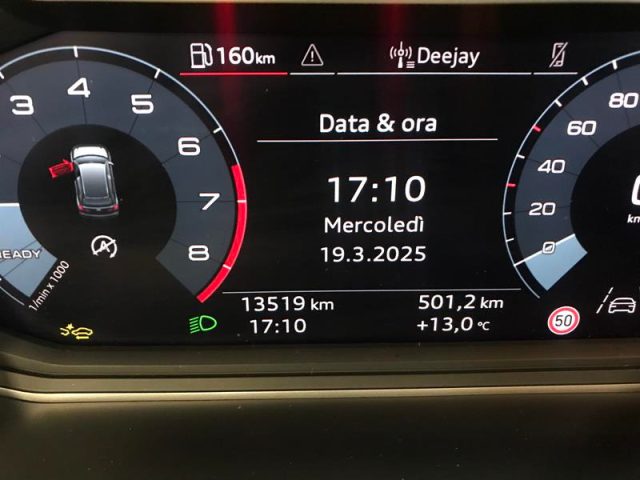 160km
Deejay
Data & ora
17:10
Mercoledì
19.3.2025
3 4 5 6 7 8
READY
1/min x 1000
80
60
40
20
0
13519 km
501,2 km
17:10
+13,0 °C
50